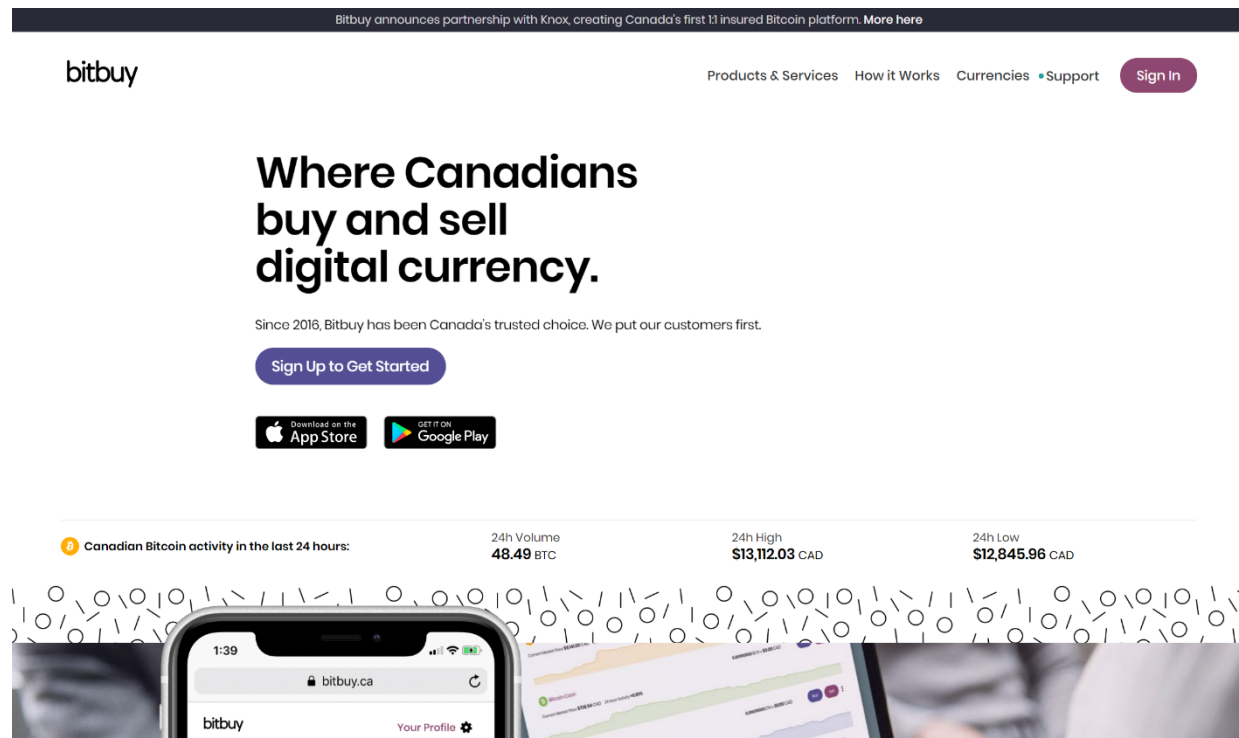 Bitbuy announces partnership with Knox, creating Canada's first 1:1 insured Bitcoin platform. More here
bitbuy
Products & Services How it Works Currencies Support Sign In
Where Canadians
buy and sell
digital currency.
Since 2016, Bitbuy has been Canada's trusted choice. We put our customers first.
Sign Up to Get Started
Download on the
App Store
GET IT ON
Google Play
Canadian Bitcoin activity in the last 24 hours:
24h Volume
48.49 BTC
24h High
$13,112.03 CAD
24h Low
$12,845.96 CAD
1:39
bitbuy.ca
bitbuy
Your Profile
Bitcoin Cash